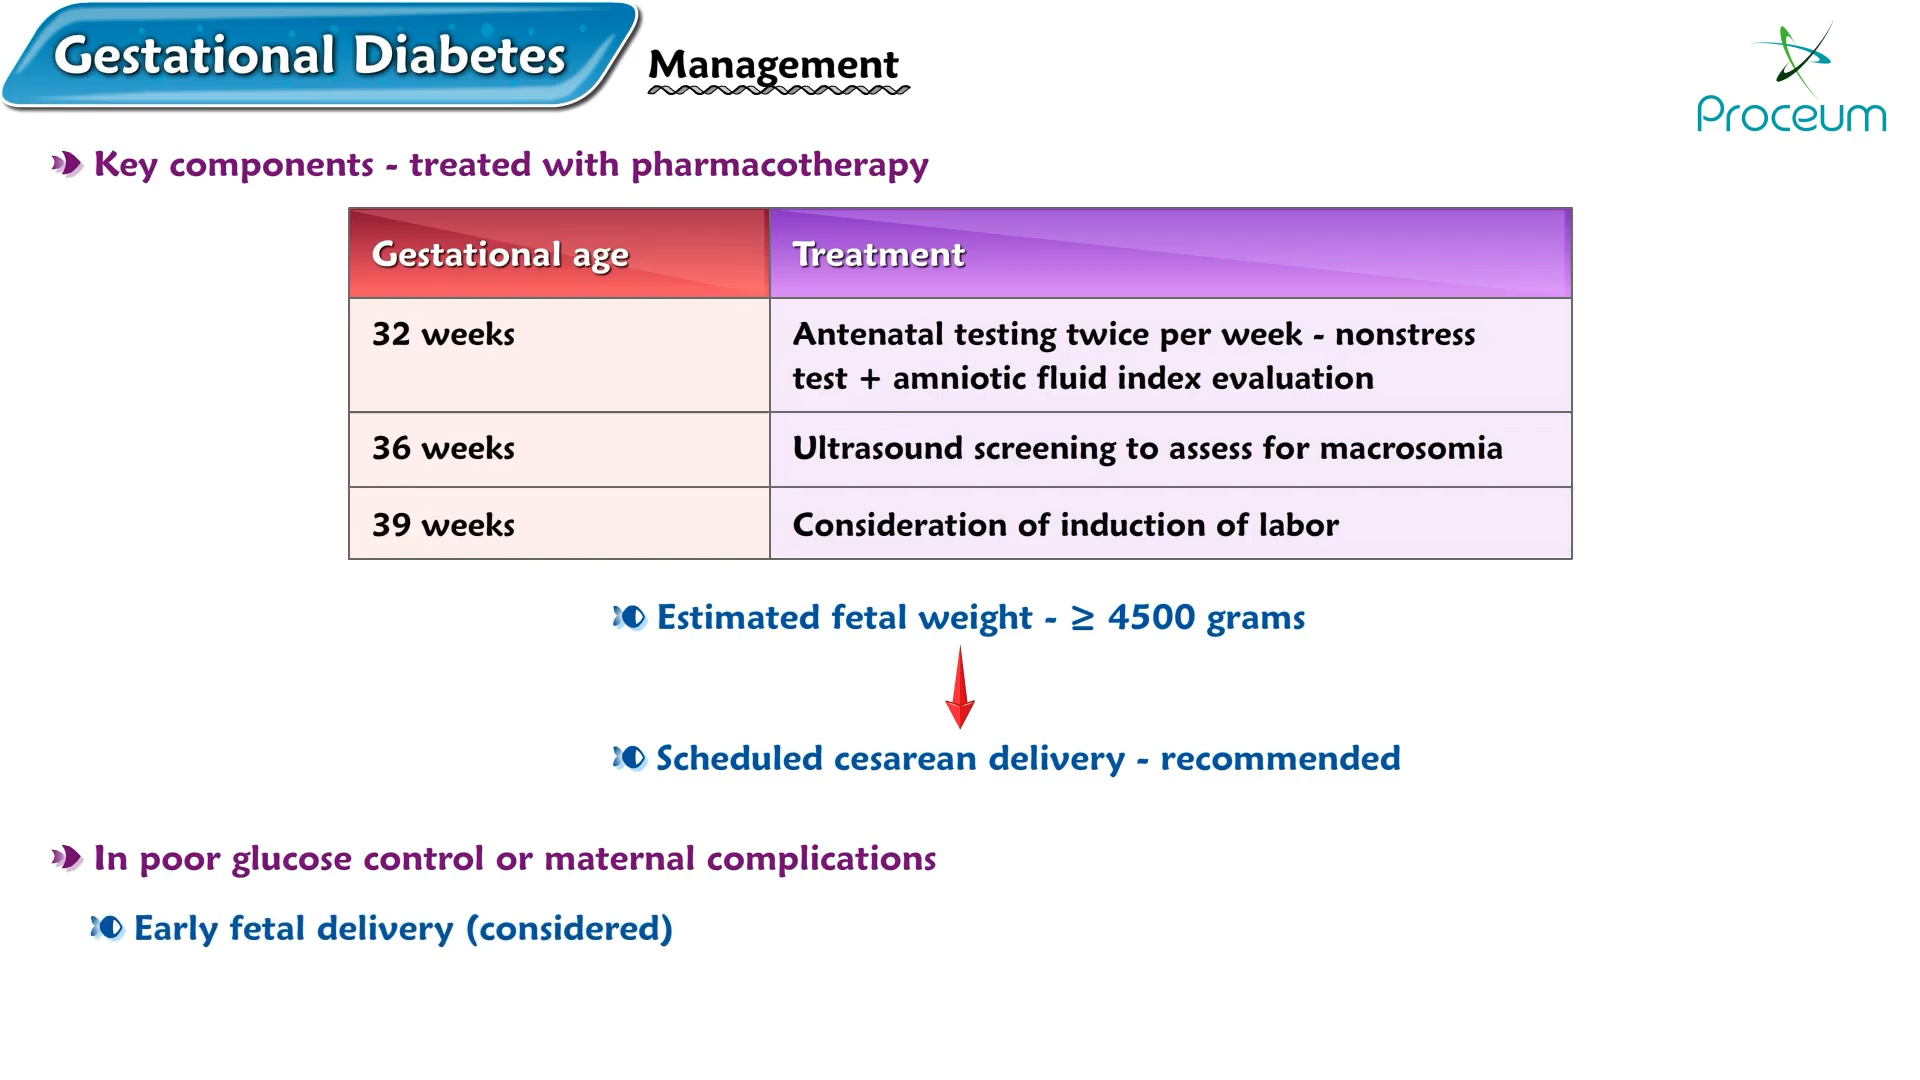 Gestational Diabetes
Management
Proceum
Key components - treated with pharmacotherapy
Gestational age
Treatment
32 weeks
Antenatal testing twice per week - nonstress
test + amniotic fluid index evaluation
36 weeks
Ultrasound screening to assess for macrosomia
39 weeks
Consideration of induction of labor
Estimated fetal weight - ≥ 4500 grams
Scheduled cesarean delivery - recommended
In poor glucose control or maternal complications
Early fetal delivery (considered)